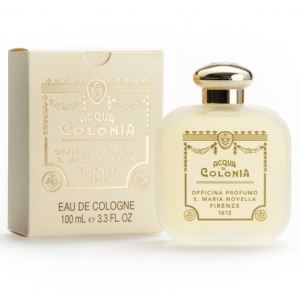 ACQUA
DI
COLONIA
OFFICINA PROFUMO
S. MARIA NOVELLA
FIRENZE
1612
EAU DE COLOGNE
100 mL ℮ 3.3 FL. OZ
ACQUA
DI
COLONIA
OFFICINA PROFUMO
S. MARIA NOVELLA
FIRENZE
1612